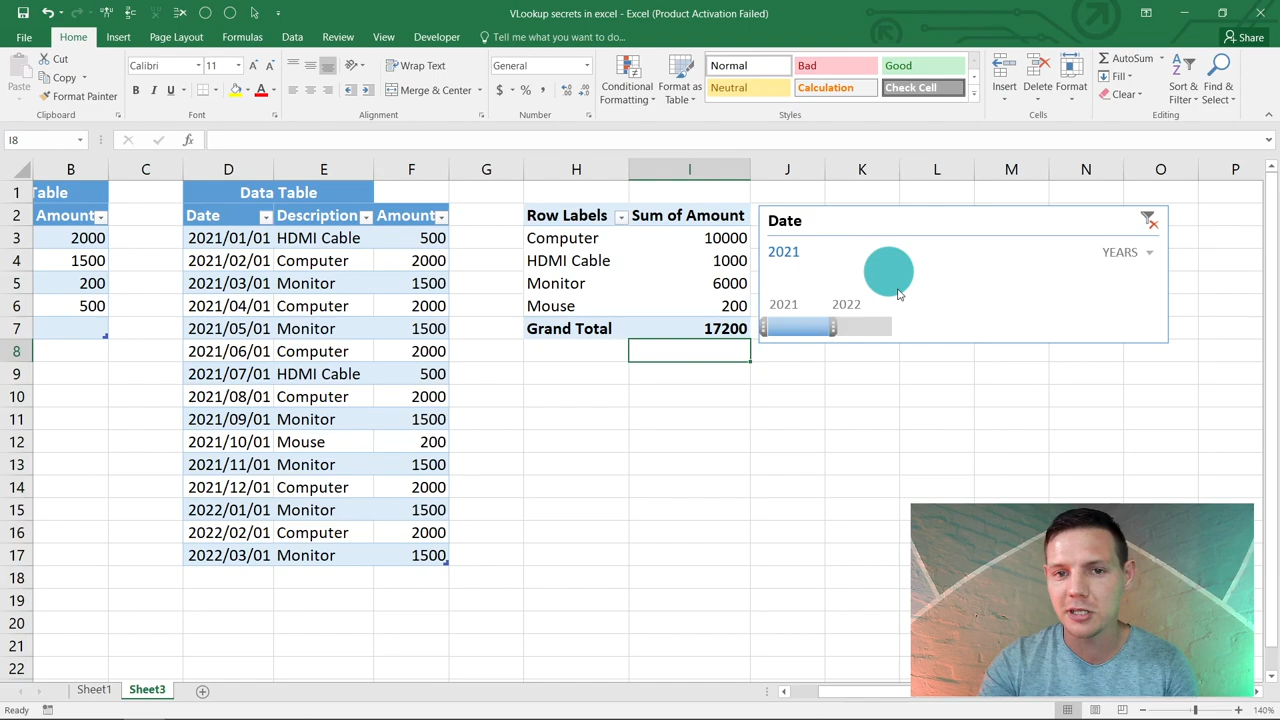 VLookup secrets in excel - Excel (Product Activation Failed)
File Home Insert Page Layout Formulas Data Review View Developer Tell me what you want to do... Share
Paste
Cut
Copy
Format Painter
Clipboard
Calibri 11
B I U
Font
Wrap Text
Merge & Center
Alignment
General
$ % ,
Number
Conditional Formatting
Format as Table
Normal Bad Good
Neutral Calculation Check Cell
Styles
Insert Delete Format
Cells
AutoSum
Fill
Clear
Sort & Filter
Find & Select
Editing
I8 fx
B C D E F G H I J K L M N O P
1 Table Data Table
2 Amount Date Description Amount Row Labels Sum of Amount
3 2000 2021/01/01 HDMI Cable 500 Computer 10000
4 1500 2021/02/01 Computer 2000 HDMI Cable 1000
5 200 2021/03/01 Monitor 1500 Monitor 6000
6 500 2021/04/01 Computer 2000 Mouse 200
7 2021/05/01 Monitor 1500 Grand Total 17200
8 2021/06/01 Computer 2000
9 2021/07/01 HDMI Cable 500
10 2021/08/01 Computer 2000
11 2021/09/01 Monitor 1500
12 2021/10/01 Mouse 200
13 2021/11/01 Monitor 1500
14 2021/12/01 Computer 2000
15 2022/01/01 Monitor 1500
16 2022/02/01 Computer 2000
17 2022/03/01 Monitor 1500
18
19
20
21
22
Date
2021 YEARS
2021 2022
Sheet1 Sheet3
Ready 140%